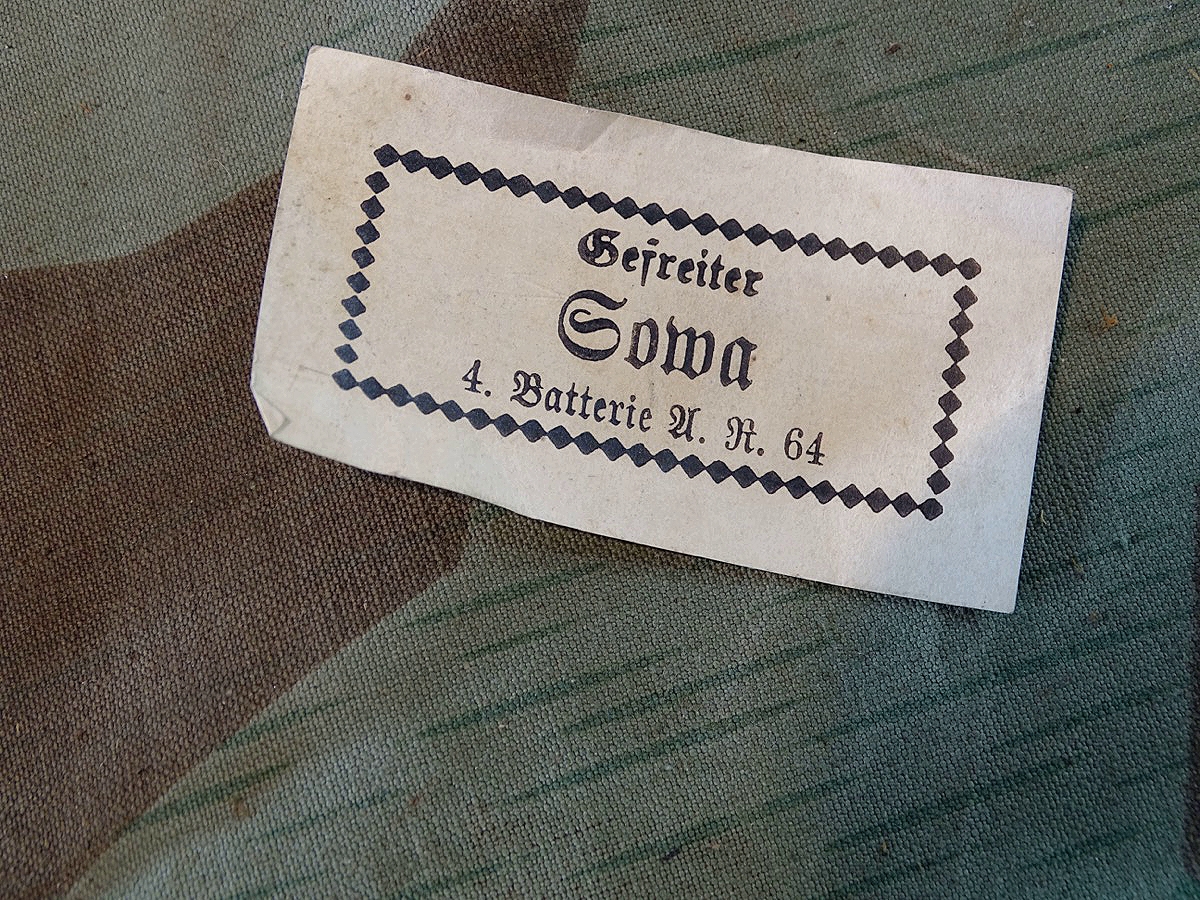 Gefreiter
Sowa
4. Batterie A. R. 64